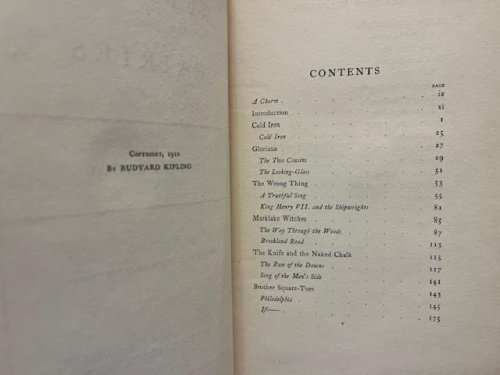 COPYRIGHT, 1910
BY RUDYARD KIPLING
CONTENTS
PAGE
A Charm . . . . . ix
Introduction . . . . . xi
Cold Iron . . . . . 1
Cold Iron . . . . . 25
Gloriana . . . . . 27
The Two Cousins . . . . . 29
The Looking-Glass . . . . . 51
The Wrong Thing . . . . . 53
A Truthful Song . . . . . 55
King Henry VII. and the Shipwrights . . 81
Marklake Witches . . . . . 85
The Way Through the Woods . . . 87
Brookland Road . . . . . 113
The Knife and the Naked Chalk . . . 115
The Run of the Downs . . . . 117
Song of the Men's Side . . . . 141
Brother Square-Toes . . . . . 143
Philadelphia . . . . . 145
If—— . . . . . 175
v